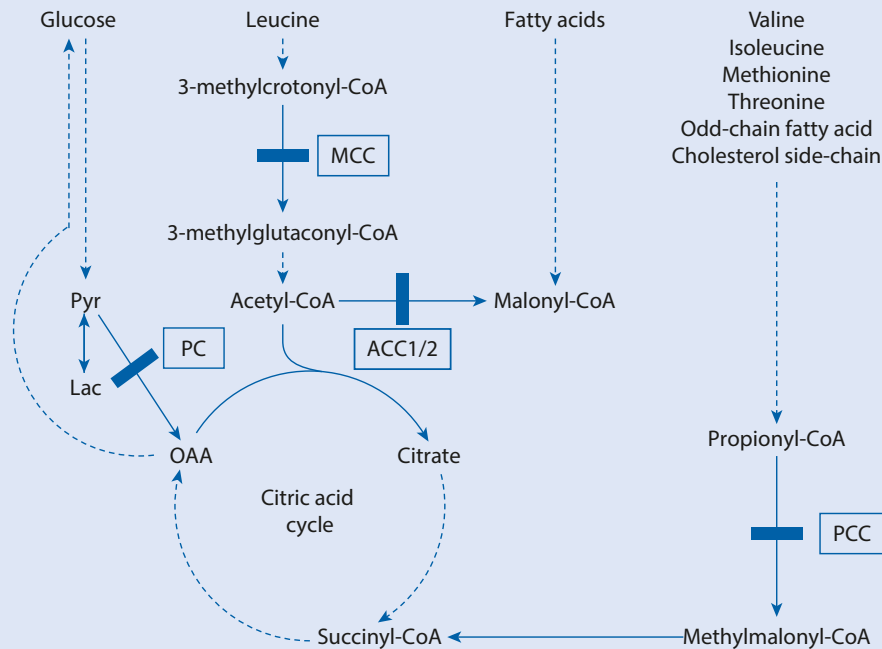 Glucose
Leucine
Fatty acids
Valine
Isoleucine
Methionine
Threonine
Odd-chain fatty acid
Cholesterol side-chain
3-methylcrotonyl-CoA
MCC
3-methylglutaconyl-CoA
Pyr
Acetyl-CoA
Malonyl-CoA
PC
ACC1/2
Lac
OAA
Citrate
Propionyl-CoA
Citric acid
cycle
PCC
Succinyl-CoA
Methylmalonyl-CoA